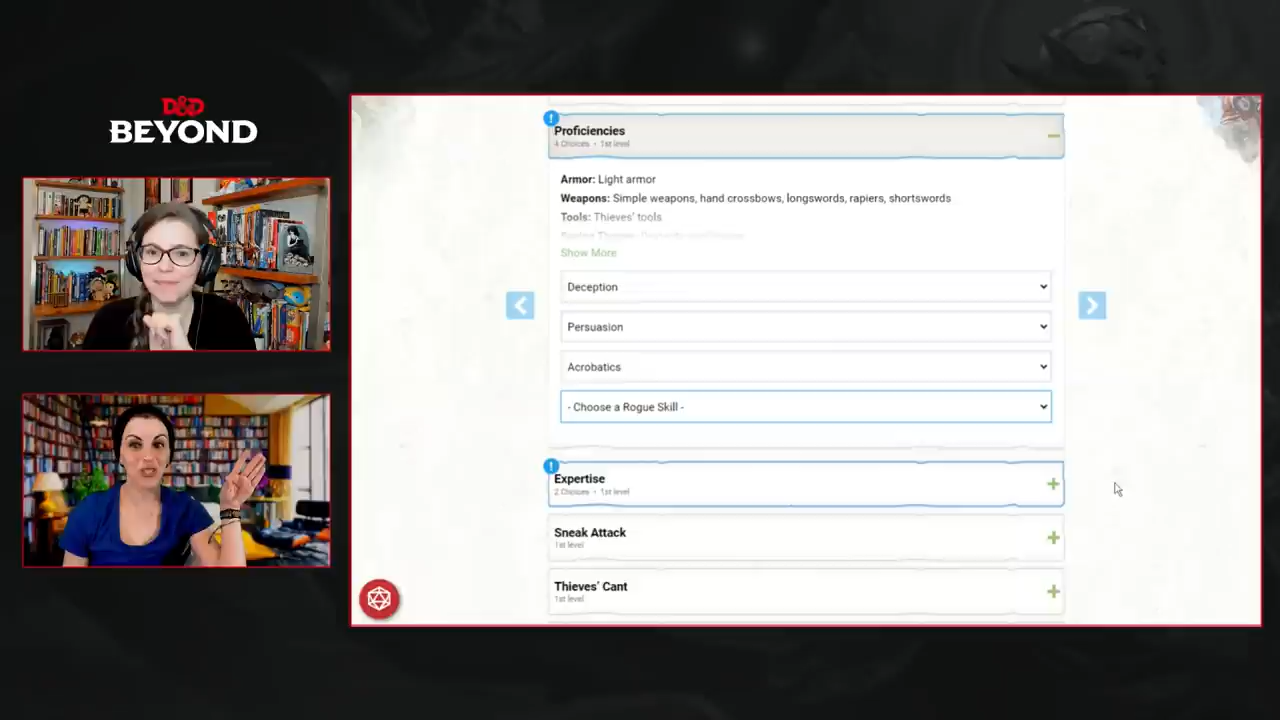 D&D
BEYOND
Proficiencies
4 Choices • 1st level
Armor: Light armor
Weapons: Simple weapons, hand crossbows, longswords, rapiers, shortswords
Tools: Thieves' tools
Show More
Deception
Persuasion
Acrobatics
- Choose a Rogue Skill -
Expertise
2 Choices • 1st level
Sneak Attack
1st level
Thieves' Cant
1st level